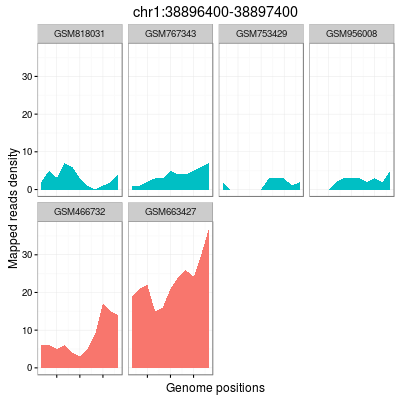 chr1:38896400-38897400
GSM818031 GSM767343 GSM753429 GSM956008
30
20
10
0
Mapped reads density
GSM466732 GSM663427
30
20
10
0
Genome positions